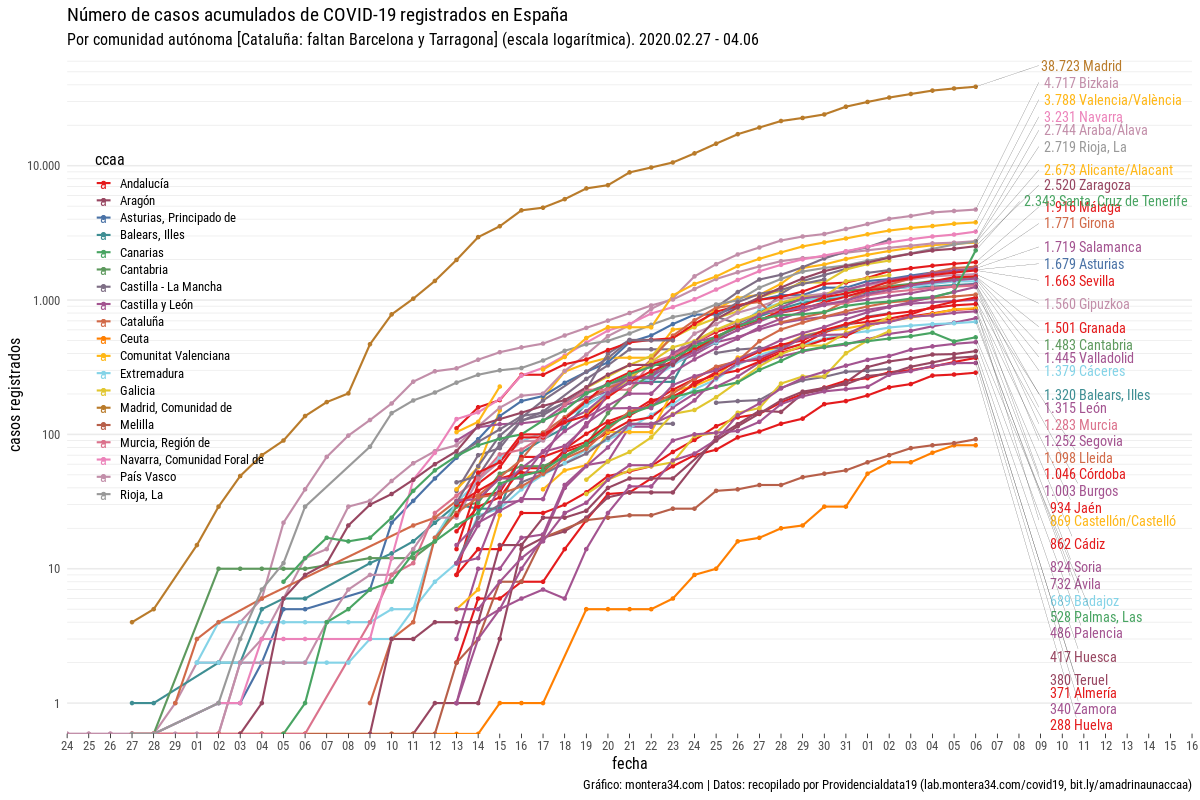 Número de casos acumulados de COVID-19 registrados en España
Por comunidad autónoma [Cataluña: faltan Barcelona y Tarragona] (escala logarítmica). 2020.02.27 - 04.06
casos registrados
10.000
1.000
100
10
1
ccaa
Andalucía
Aragón
Asturias, Principado de
Balears, Illes
Canarias
Cantabria
Castilla - La Mancha
Castilla y León
Cataluña
Ceuta
Comunitat Valenciana
Extremadura
Galicia
Madrid, Comunidad de
Melilla
Murcia, Región de
Navarra, Comunidad Foral de
País Vasco
Rioja, La
38.723 Madrid
4.717 Bizkaia
3.788 Valencia/València
3.231 Navarra
2.744 Araba/Álava
2.719 Rioja, La
2.673 Alicante/Alacant
2.520 Zaragoza
2.343 Santa Cruz de Tenerife
1.916 Málaga
1.771 Girona
1.719 Salamanca
1.679 Asturias
1.663 Sevilla
1.560 Gipuzkoa
1.501 Granada
1.483 Cantabria
1.445 Valladolid
1.379 Cáceres
1.320 Balears, Illes
1.315 León
1.283 Murcia
1.252 Segovia
1.098 Lleida
1.046 Córdoba
1.003 Burgos
934 Jaén
869 Castellón/Castelló
862 Cádiz
824 Soria
732 Ávila
689 Badajoz
528 Palmas, Las
486 Palencia
417 Huesca
380 Teruel
371 Almería
340 Zamora
288 Huelva
24 25 26 27 28 29 01 02 03 04 05 06 07 08 09 10 11 12 13 14 15 16 17 18 19 20 21 22 23 24 25 26 27 28 29 30 31 01 02 03 04 05 06 07 08 09 10 11 12 13 14 15 16
fecha
Gráfico: montera34.com | Datos: recopilado por Providencialdata19 (lab.montera34.com/covid19, bit.ly/amadrinaunaccaa)